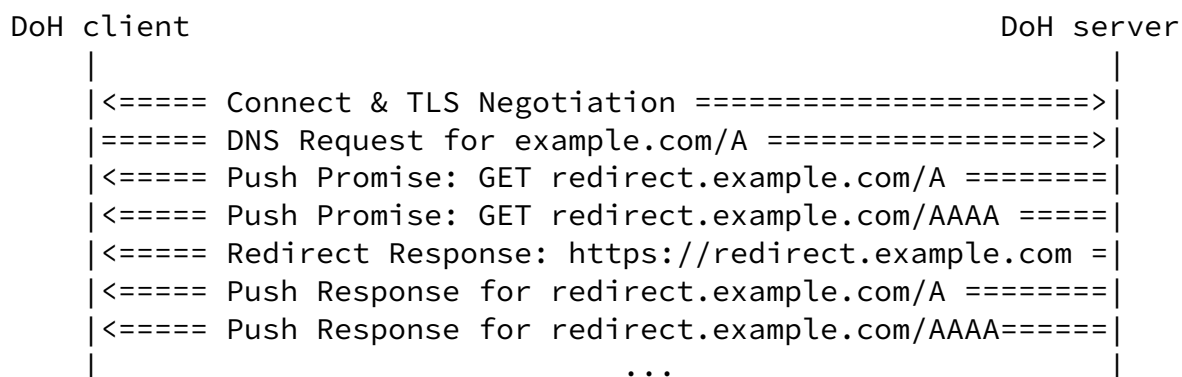 DoH client                                             DoH server
    |                                                      |
    |<===== Connect & TLS Negotiation =====================>|
    |====== DNS Request for example.com/A =================>|
    |<===== Push Promise: GET redirect.example.com/A ========|
    |<===== Push Promise: GET redirect.example.com/AAAA =====|
    |<===== Redirect Response: https://redirect.example.com =|
    |<===== Push Response for redirect.example.com/A ========|
    |<===== Push Response for redirect.example.com/AAAA======|
    |                            ...                         |